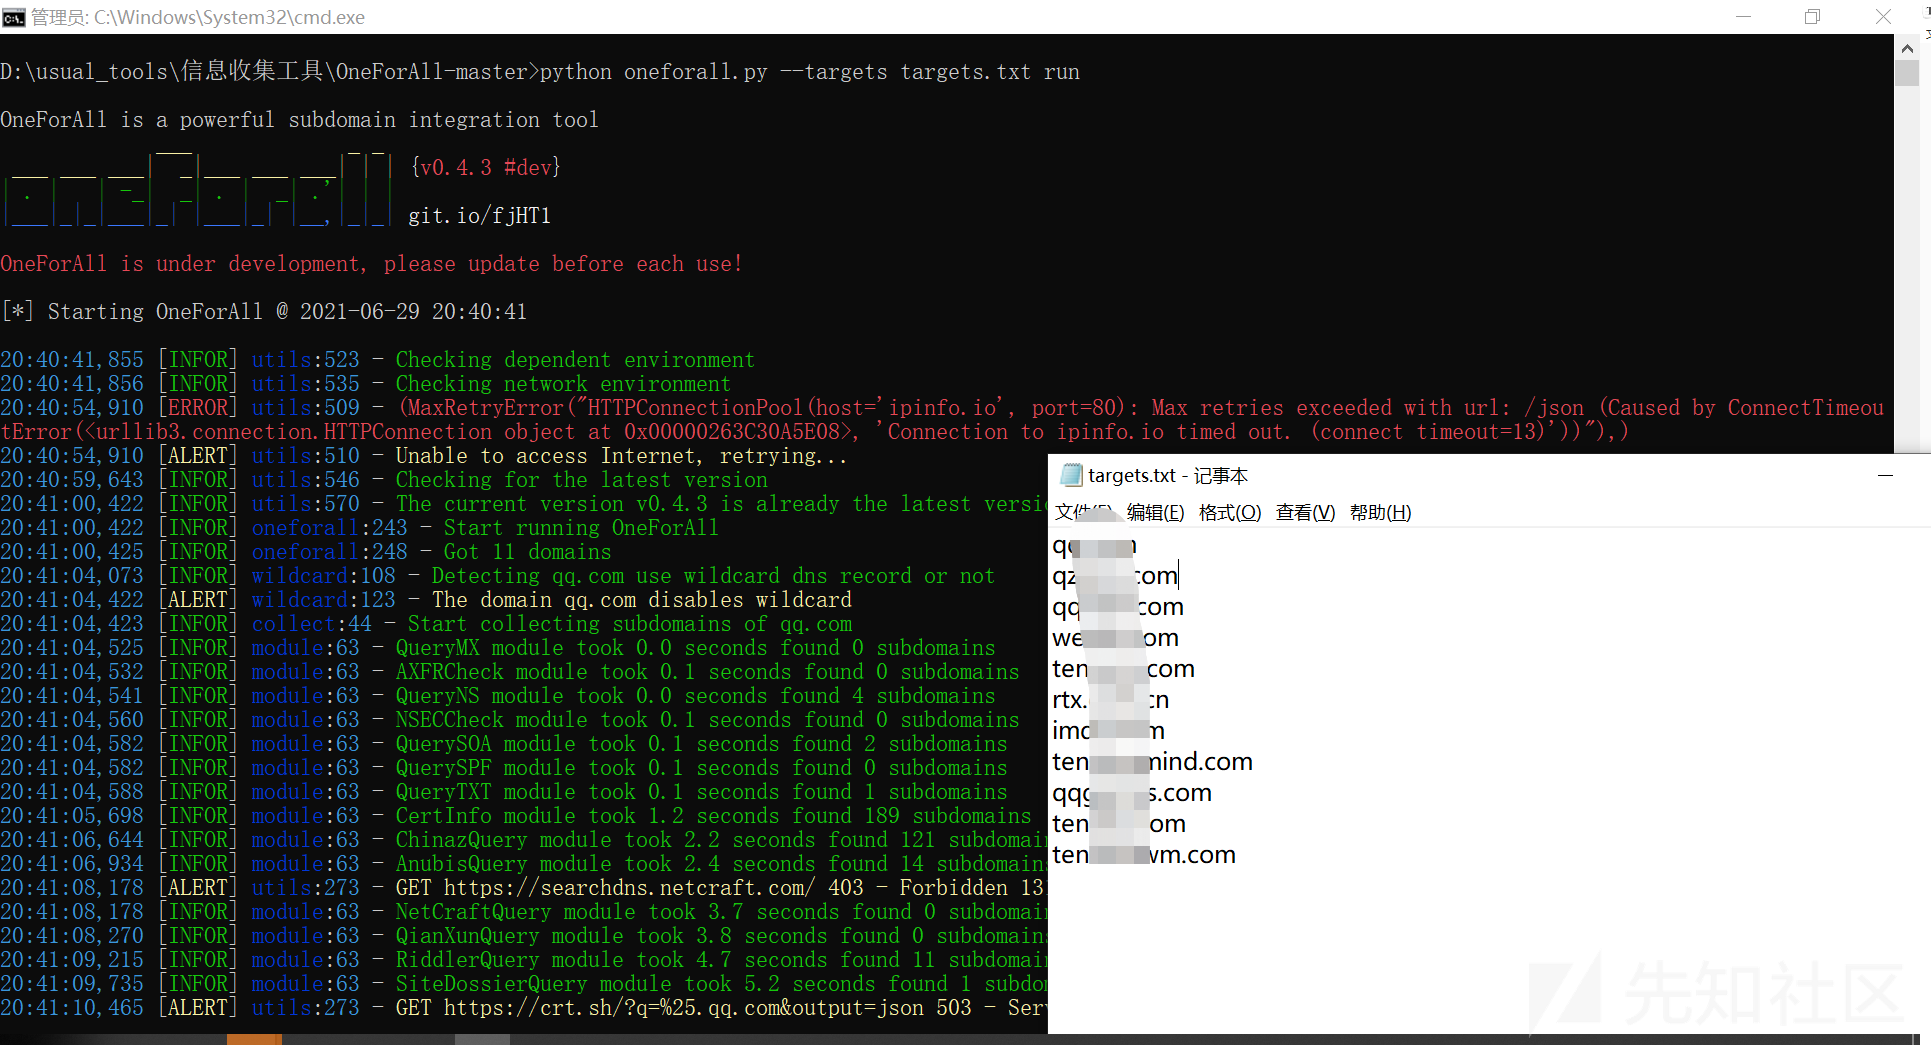 管理员: C:\Windows\System32\cmd.exe
D:\usual_tools\信息收集工具\OneForAll-master>python oneforall.py --targets targets.txt run
OneForAll is a powerful subdomain integration tool
{v0.4.3 #dev}
git.io/fjHT1
OneForAll is under development, please update before each use!
[*] Starting OneForAll @ 2021-06-29 20:40:41
20:40:41,855 [INFOR] utils:523 - Checking dependent environment
20:40:41,856 [INFOR] utils:535 - Checking network environment
20:40:54,910 [ERROR] utils:509 - (MaxRetryError("HTTPConnectionPool(host='ipinfo.io', port=80): Max retries exceeded with url: /json (Caused by ConnectTimeou
tError(<urllib3.connection.HTTPConnection object at 0x00000263C30A5E08>, 'Connection to ipinfo.io timed out. (connect timeout=13)'))"),)
20:40:54,910 [ALERT] utils:510 - Unable to access Internet, retrying...
20:40:59,643 [INFOR] utils:546 - Checking for the latest version
20:41:00,422 [INFOR] utils:570 - The current version v0.4.3 is already the latest versi
20:41:00,422 [INFOR] oneforall:243 - Start running OneForAll
20:41:00,425 [INFOR] oneforall:248 - Got 11 domains
20:41:04,073 [INFOR] wildcard:108 - Detecting qq.com use wildcard dns record or not
20:41:04,422 [ALERT] wildcard:123 - The domain qq.com disables wildcard
20:41:04,423 [INFOR] collect:44 - Start collecting subdomains of qq.com
20:41:04,525 [INFOR] module:63 - QueryMX module took 0.0 seconds found 0 subdomains
20:41:04,532 [INFOR] module:63 - AXFRCheck module took 0.1 seconds found 0 subdomains
20:41:04,541 [INFOR] module:63 - QueryNS module took 0.0 seconds found 4 subdomains
20:41:04,560 [INFOR] module:63 - NSECCheck module took 0.1 seconds found 0 subdomains
20:41:04,582 [INFOR] module:63 - QuerySOA module took 0.1 seconds found 2 subdomains
20:41:04,582 [INFOR] module:63 - QuerySPF module took 0.1 seconds found 0 subdomains
20:41:04,588 [INFOR] module:63 - QueryTXT module took 0.1 seconds found 1 subdomains
20:41:05,698 [INFOR] module:63 - CertInfo module took 1.2 seconds found 189 subdomains
20:41:06,644 [INFOR] module:63 - ChinazQuery module took 2.2 seconds found 121 subdomai
20:41:06,934 [INFOR] module:63 - AnubisQuery module took 2.4 seconds found 14 subdomain
20:41:08,178 [ALERT] utils:273 - GET https://searchdns.netcraft.com/ 403 - Forbidden 13
20:41:08,178 [INFOR] module:63 - NetCraftQuery module took 3.7 seconds found 0 subdomai
20:41:08,270 [INFOR] module:63 - QianXunQuery module took 3.8 seconds found 0 subdomain
20:41:09,215 [INFOR] module:63 - RiddlerQuery module took 4.7 seconds found 11 subdomai
20:41:09,735 [INFOR] module:63 - SiteDossierQuery module took 5.2 seconds found 1 subdo
20:41:10,465 [ALERT] utils:273 - GET https://crt.sh/?q=%25.qq.com&output=json 503 - Ser
targets.txt - 记事本
文件 编辑(E) 格式(O) 查看(V) 帮助(H)
qz com
qq .com
we om
ten .com
rtx. cn
ten mind.com
qqg s.com
ten om
ten wm.com
先知社区